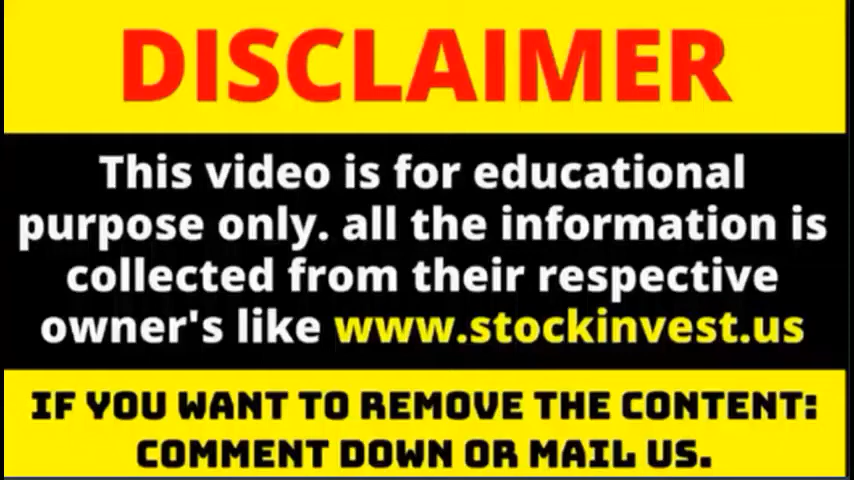 DISCLAIMER
This video is for educational
purpose only. all the information is
collected from their respective
owner's like www.stockinvest.us
IF YOU WANT TO REMOVE THE CONTENT:
COMMENT DOWN OR MAIL US.